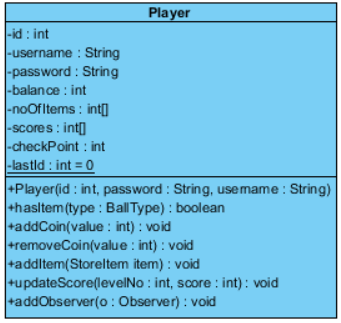 Player
-id : int
-username : String
-password : String
-balance : int
-noOfItems : int[]
-scores : int[]
-checkPoint : int
-lastId : int = 0
+Player(id : int, password : String, username : String)
+hasItem(type : BallType) : boolean
+addCoin(value : int) : void
+removeCoin(value : int) : void
+addItem(StoreItem item) : void
+updateScore(levelNo : int, score : int) : void
+addObserver(o : Observer) : void